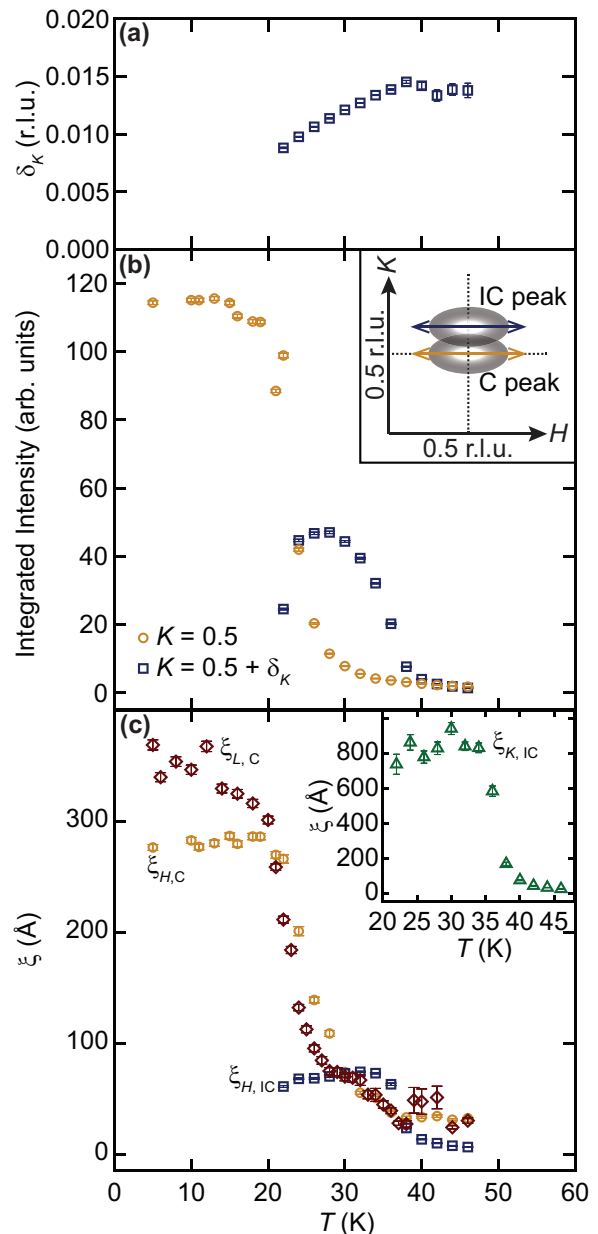 0.020
(a)
0.015
0.010
0.005
0.000
δK (r.l.u.)
(b)
120
100
80
60
40
20
0
Integrated Intensity (arb. units)
K
IC peak
C peak
0.5 r.l.u.
0.5 r.l.u.
H
K = 0.5
K = 0.5 + δK
(c)
ξL, C
ξH,C
ξH, IC
300
200
100
0
ξ (Å)
ξK, IC
800
600
400
200
0
ξ (Å)
20 25 30 35 40 45
T (K)
0 10 20 30 40 50 60
T (K)